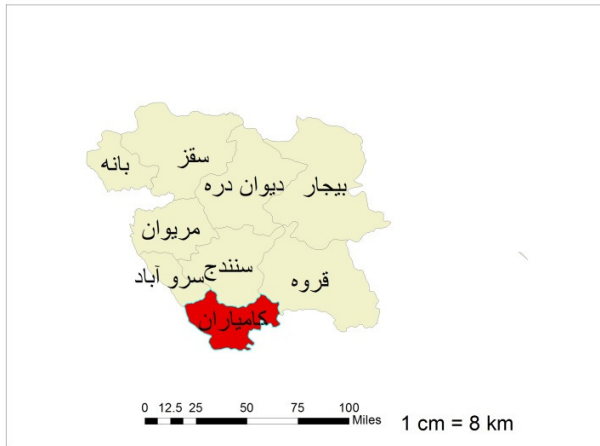 سقز
بانه
دیوان دره
بیجار
مریوان
سنندج
سرو آباد
قروه
کامیاران
0 12.5 25 50 75 100
Miles
1 cm = 8 km